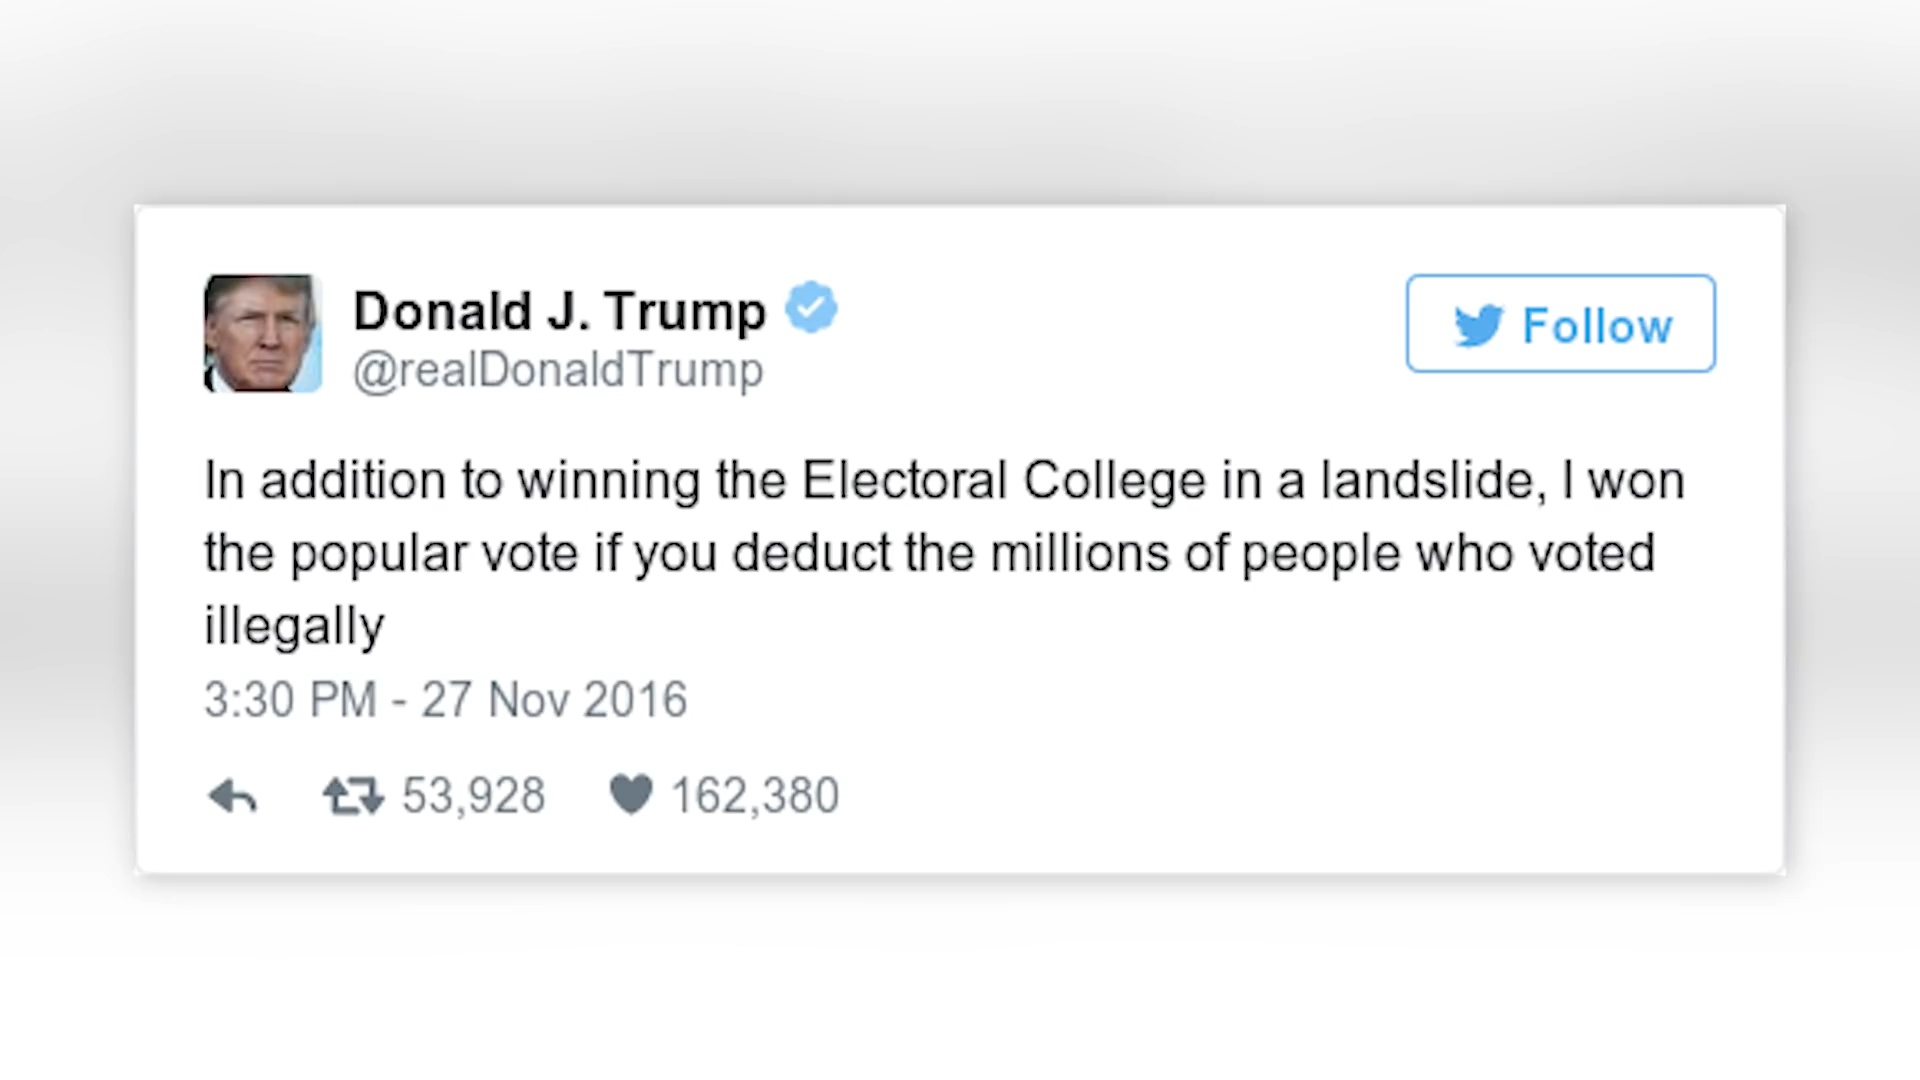 Donald J. Trump
@realDonaldTrump
Follow
In addition to winning the Electoral College in a landslide, I won
the popular vote if you deduct the millions of people who voted
illegally
3:30 PM - 27 Nov 2016
53,928 162,380